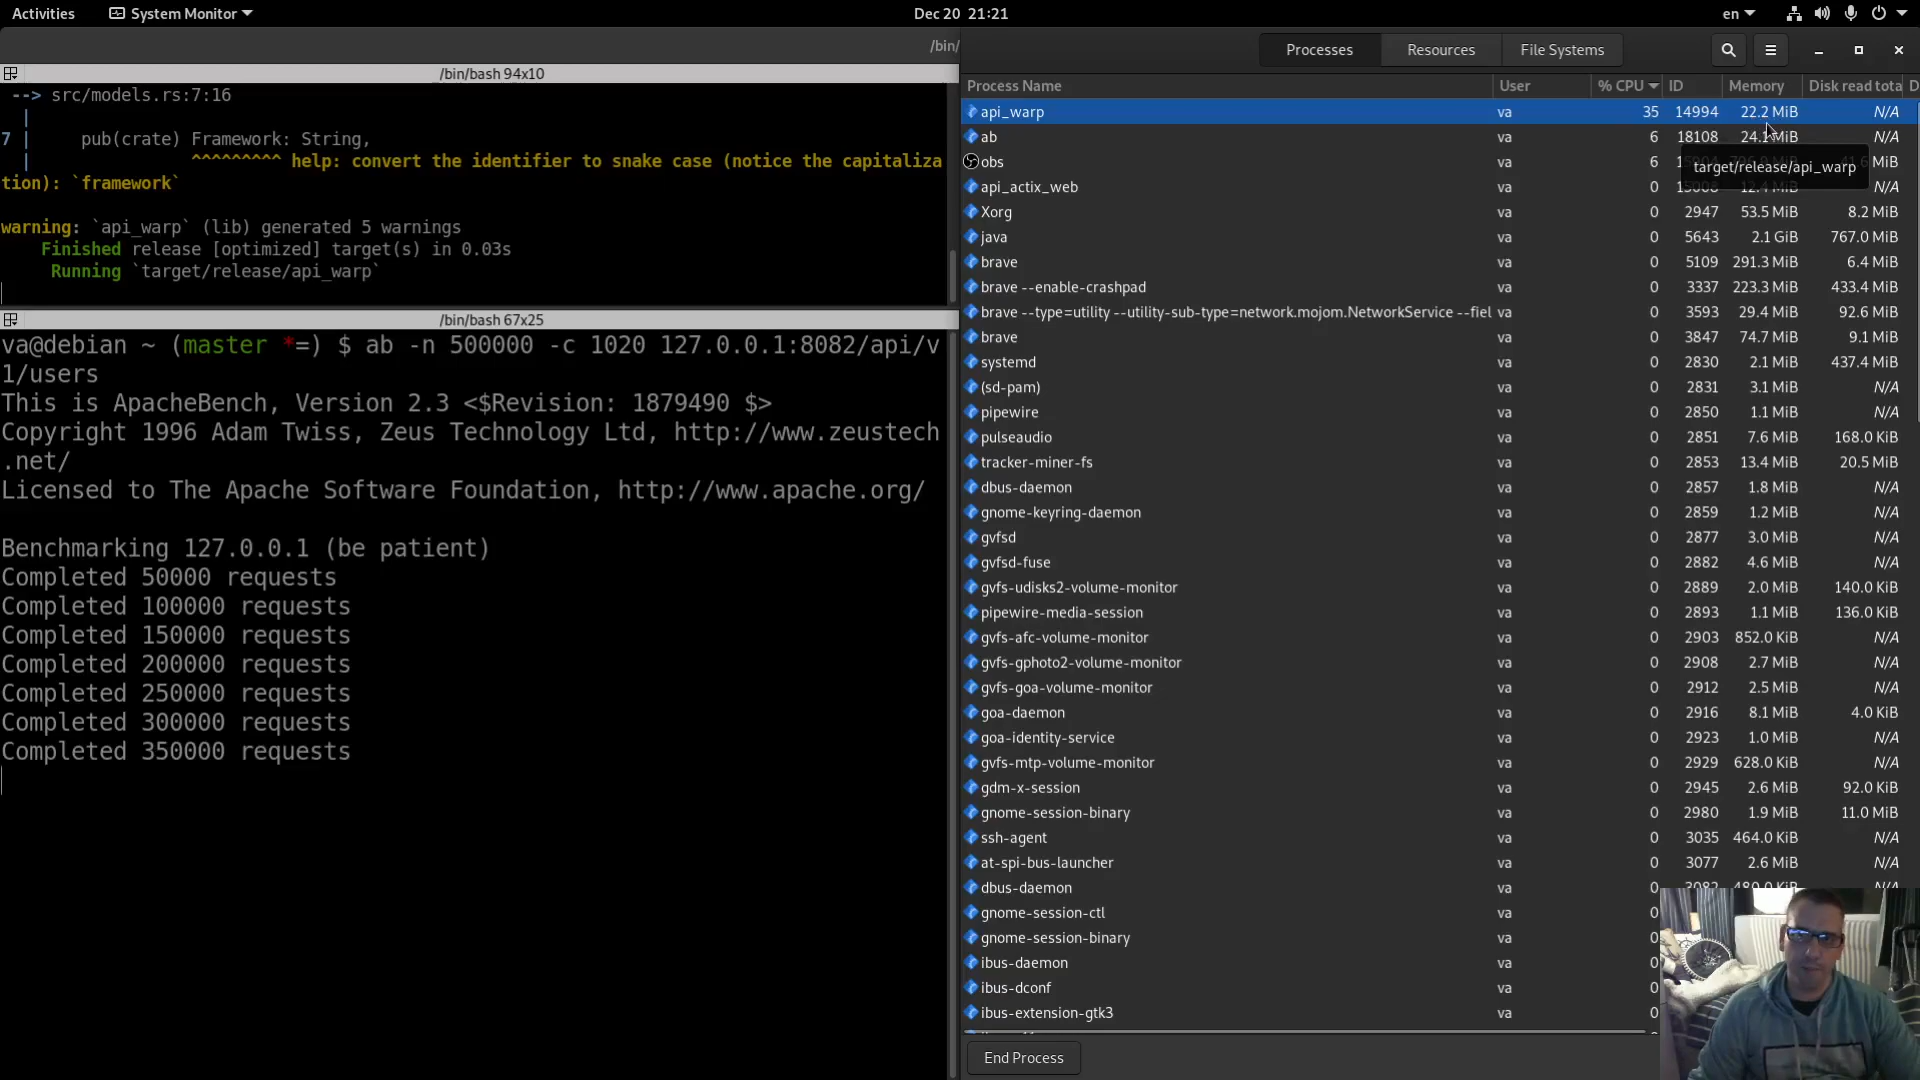 Activities
System Monitor
Dec 20 21:21
en
/bin/
/bin/bash 94x10
--> src/models.rs:7:16
|
7 | pub(crate) Framework: String,
| ^^^^^^^^^ help: convert the identifier to snake case (notice the capitaliza
tion): `framework`
warning: `api_warp` (lib) generated 5 warnings
Finished release [optimized] target(s) in 0.03s
Running `target/release/api_warp`
/bin/bash 67x25
va@debian ~ (master *=) $ ab -n 500000 -c 1020 127.0.0.1:8082/api/v
1/users
This is ApacheBench, Version 2.3 <$Revision: 1879490 $>
Copyright 1996 Adam Twiss, Zeus Technology Ltd, http://www.zeustech
.net/
Licensed to The Apache Software Foundation, http://www.apache.org/
Benchmarking 127.0.0.1 (be patient)
Completed 50000 requests
Completed 100000 requests
Completed 150000 requests
Completed 200000 requests
Completed 250000 requests
Completed 300000 requests
Completed 350000 requests
Processes Resources File Systems
Process Name User % CPU ID Memory Disk read tota D
api_warp va 35 14994 22.2 MiB N/A
ab va 6 18108 MiB N/A
obs va 6 MiB
target/release/api_warp
api_actix_web va 0 N/A
Xorg va 0 2947 53.5 MiB 8.2 MiB
java va 0 5643 2.1 GiB 767.0 MiB
brave va 0 5109 291.3 MiB 6.4 MiB
brave --enable-crashpad va 0 3337 223.3 MiB 433.4 MiB
brave --type=utility --utility-sub-type=network.mojom.NetworkService --fiel va 0 3593 29.4 MiB 92.6 MiB
brave va 0 3847 74.7 MiB 9.1 MiB
systemd va 0 2830 2.1 MiB 437.4 MiB
(sd-pam) va 0 2831 3.1 MiB N/A
pipewire va 0 2850 1.1 MiB N/A
pulseaudio va 0 2851 7.6 MiB 168.0 KiB
tracker-miner-fs va 0 2853 13.4 MiB 20.5 MiB
dbus-daemon va 0 2857 1.8 MiB N/A
gnome-keyring-daemon va 0 2859 1.2 MiB N/A
gvfsd va 0 2877 3.0 MiB N/A
gvfsd-fuse va 0 2882 4.6 MiB N/A
gvfs-udisks2-volume-monitor va 0 2889 2.0 MiB 140.0 KiB
pipewire-media-session va 0 2893 1.1 MiB 136.0 KiB
gvfs-afc-volume-monitor va 0 2903 852.0 KiB N/A
gvfs-gphoto2-volume-monitor va 0 2908 2.7 MiB N/A
gvfs-goa-volume-monitor va 0 2912 2.5 MiB N/A
goa-daemon va 0 2916 8.1 MiB 4.0 KiB
goa-identity-service va 0 2923 1.0 MiB N/A
gvfs-mtp-volume-monitor va 0 2929 628.0 KiB N/A
gdm-x-session va 0 2945 2.6 MiB 92.0 KiB
gnome-session-binary va 0 2980 1.9 MiB 11.0 MiB
ssh-agent va 0 3035 464.0 KiB N/A
at-spi-bus-launcher va 0 3077 2.6 MiB N/A
dbus-daemon va 0 3082 480.0 KiB N/A
gnome-session-ctl va 0
gnome-session-binary va 0
ibus-daemon va 0
ibus-dconf va 0
ibus-extension-gtk3 va 0
End Process